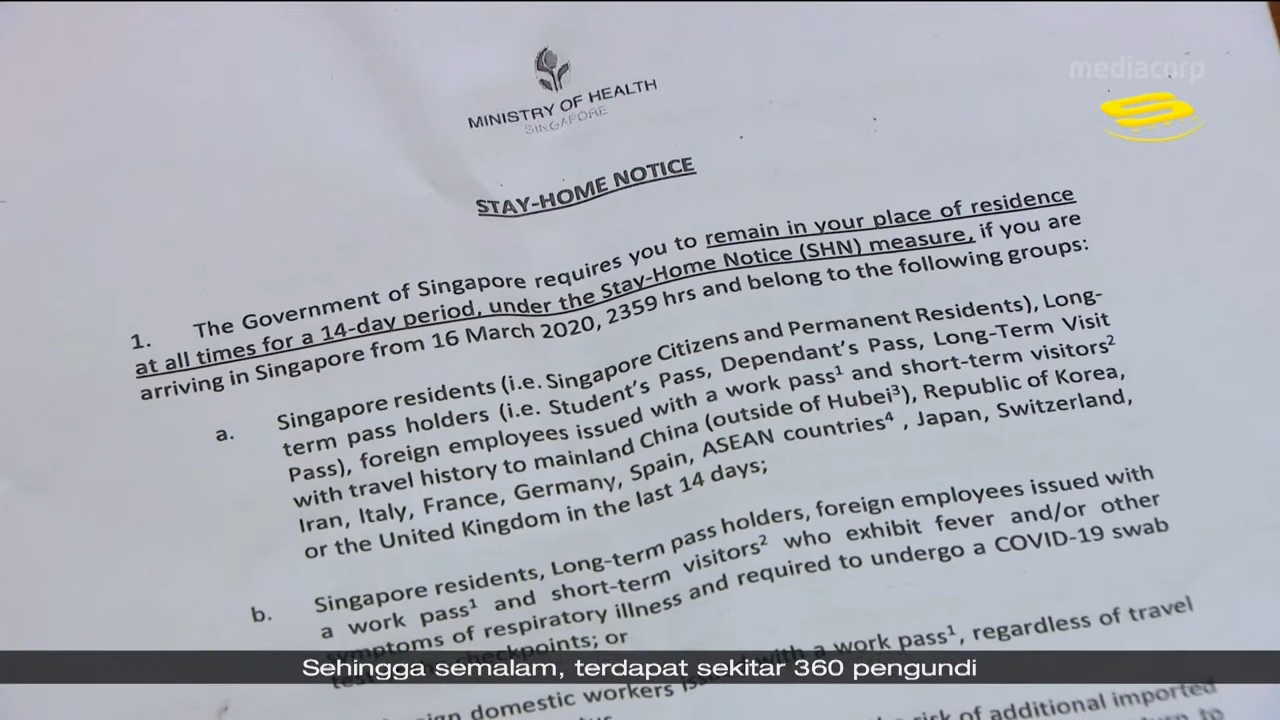 mediacorp
MINISTRY OF HEALTH
SINGAPORE
STAY-HOME NOTICE
1. The Government of Singapore requires you to remain in your place of residence
at all times for a 14-day period, under the Stay-Home Notice (SHN) measure, if you are
arriving in Singapore from 16 March 2020, 2359 hrs and belong to the following groups:
a. Singapore residents (i.e. Singapore Citizens and Permanent Residents), Long-
term pass holders (i.e. Student's Pass, Dependant's Pass, Long-Term Visit
Pass), foreign employees issued with a work pass¹ and short-term visitors²
with travel history to mainland China (outside of Hubei³), Republic of Korea,
Iran, Italy, France, Germany, Spain, ASEAN countries⁴ , Japan, Switzerland,
or the United Kingdom in the last 14 days;
b. Singapore residents, Long-term pass holders, foreign employees issued with
a work pass¹ and short-term visitors² who exhibit fever and/or other
symptoms of respiratory illness and required to undergo a COVID-19 swab
checkpoints; or
domestic workers with a work pass¹, regardless of travel
risk of additional imported
Sehingga semalam, terdapat sekitar 360 pengundi